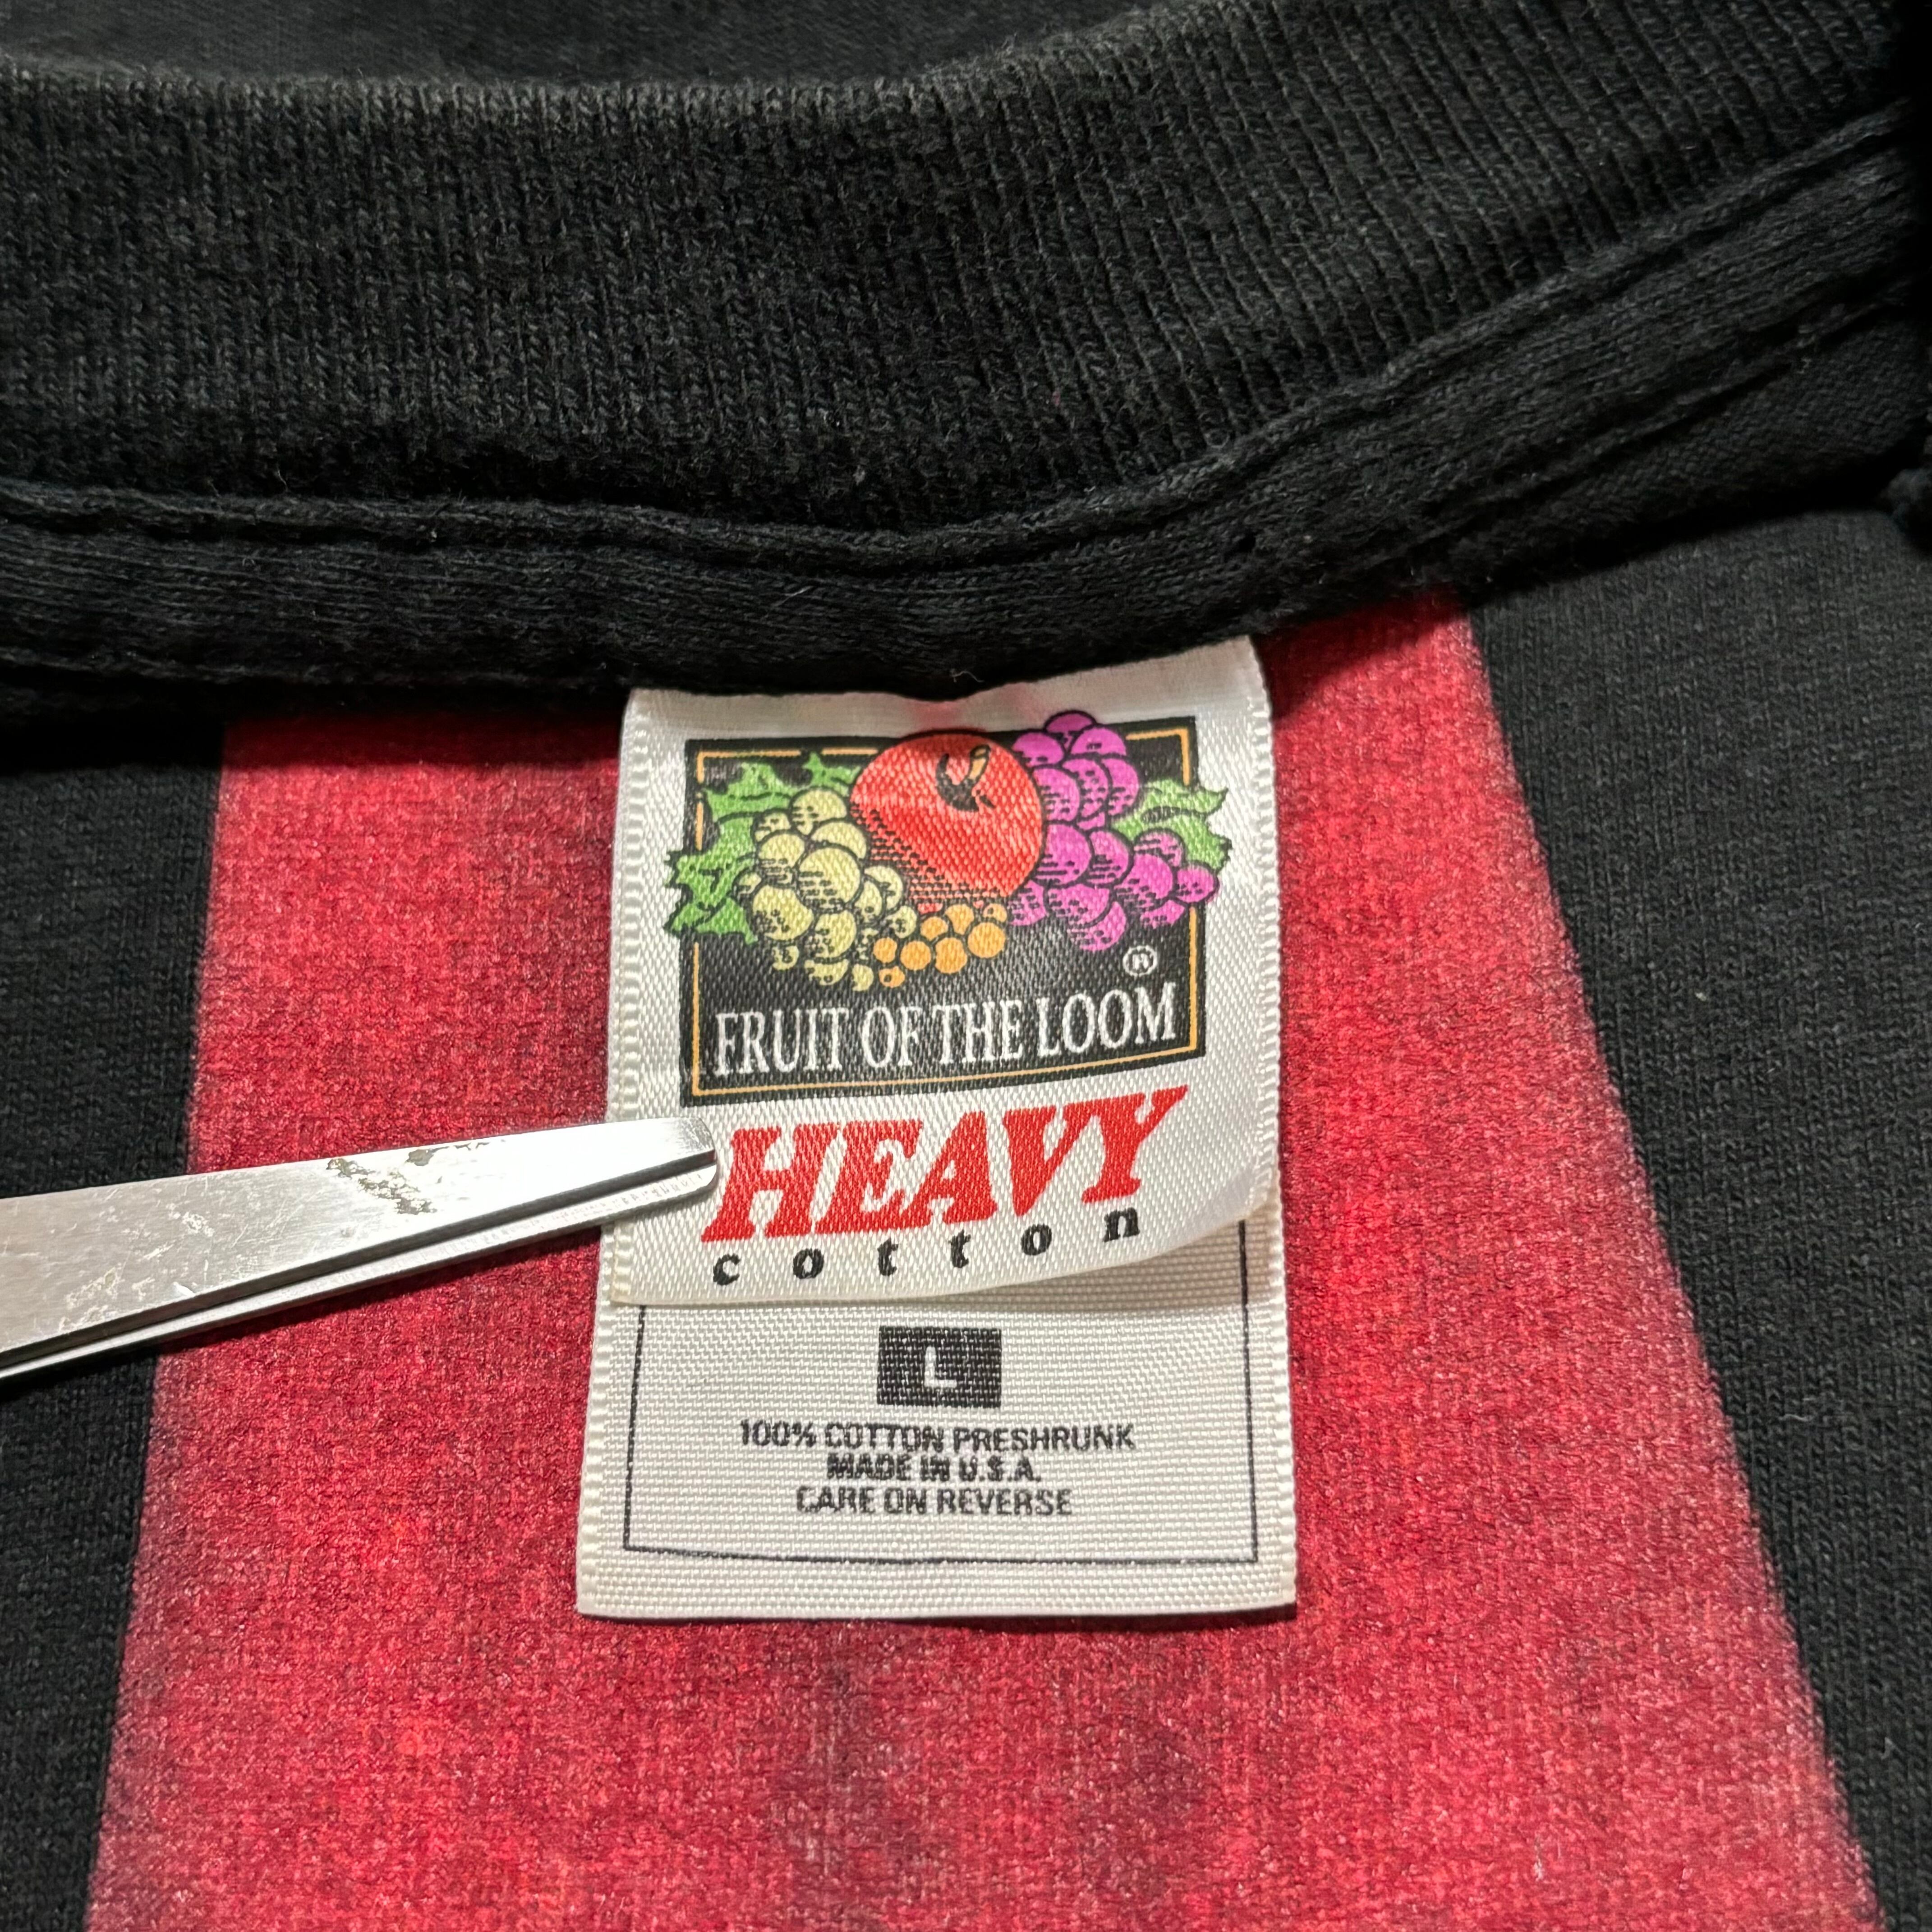 ®
FRUIT OF THE LOOM
HEAVY
cotton
L
100% COTTON PRESHRUNK
MADE IN U.S.A.
CARE ON REVERSE